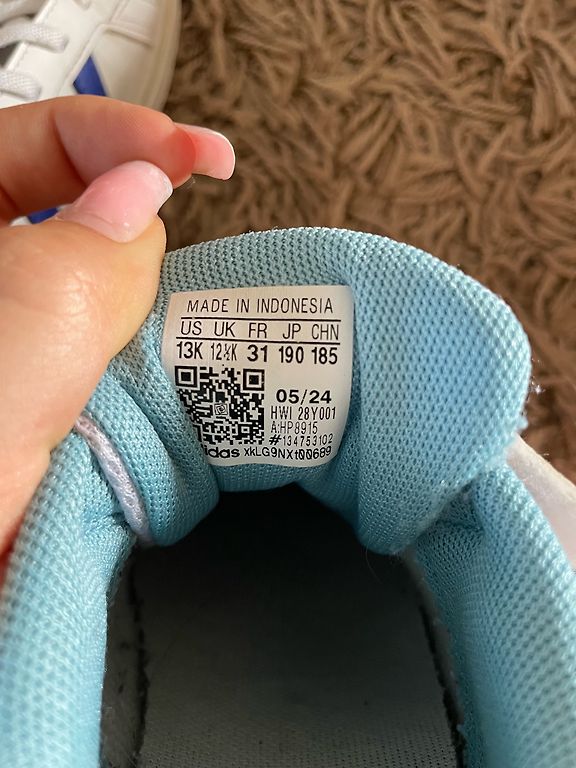 MADE IN INDONESIA
US UK FR JP CHN
13K 12½K 31 190 185
05/24
HWI 28Y001
A:HP8915
#134753102
adidas xkLG9NXt00689